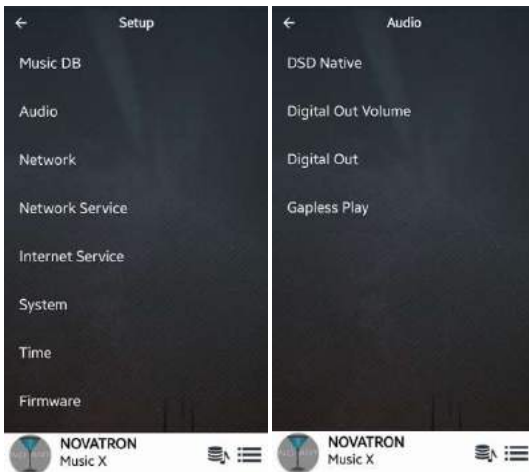 Setup
Music DB
Audio
Network
Network Service
Internet Service
System
Time
Firmware
NOVATRON
Music X
Audio
DSD Native
Digital Out Volume
Digital Out
Gapless Play
NOVATRON
Music X